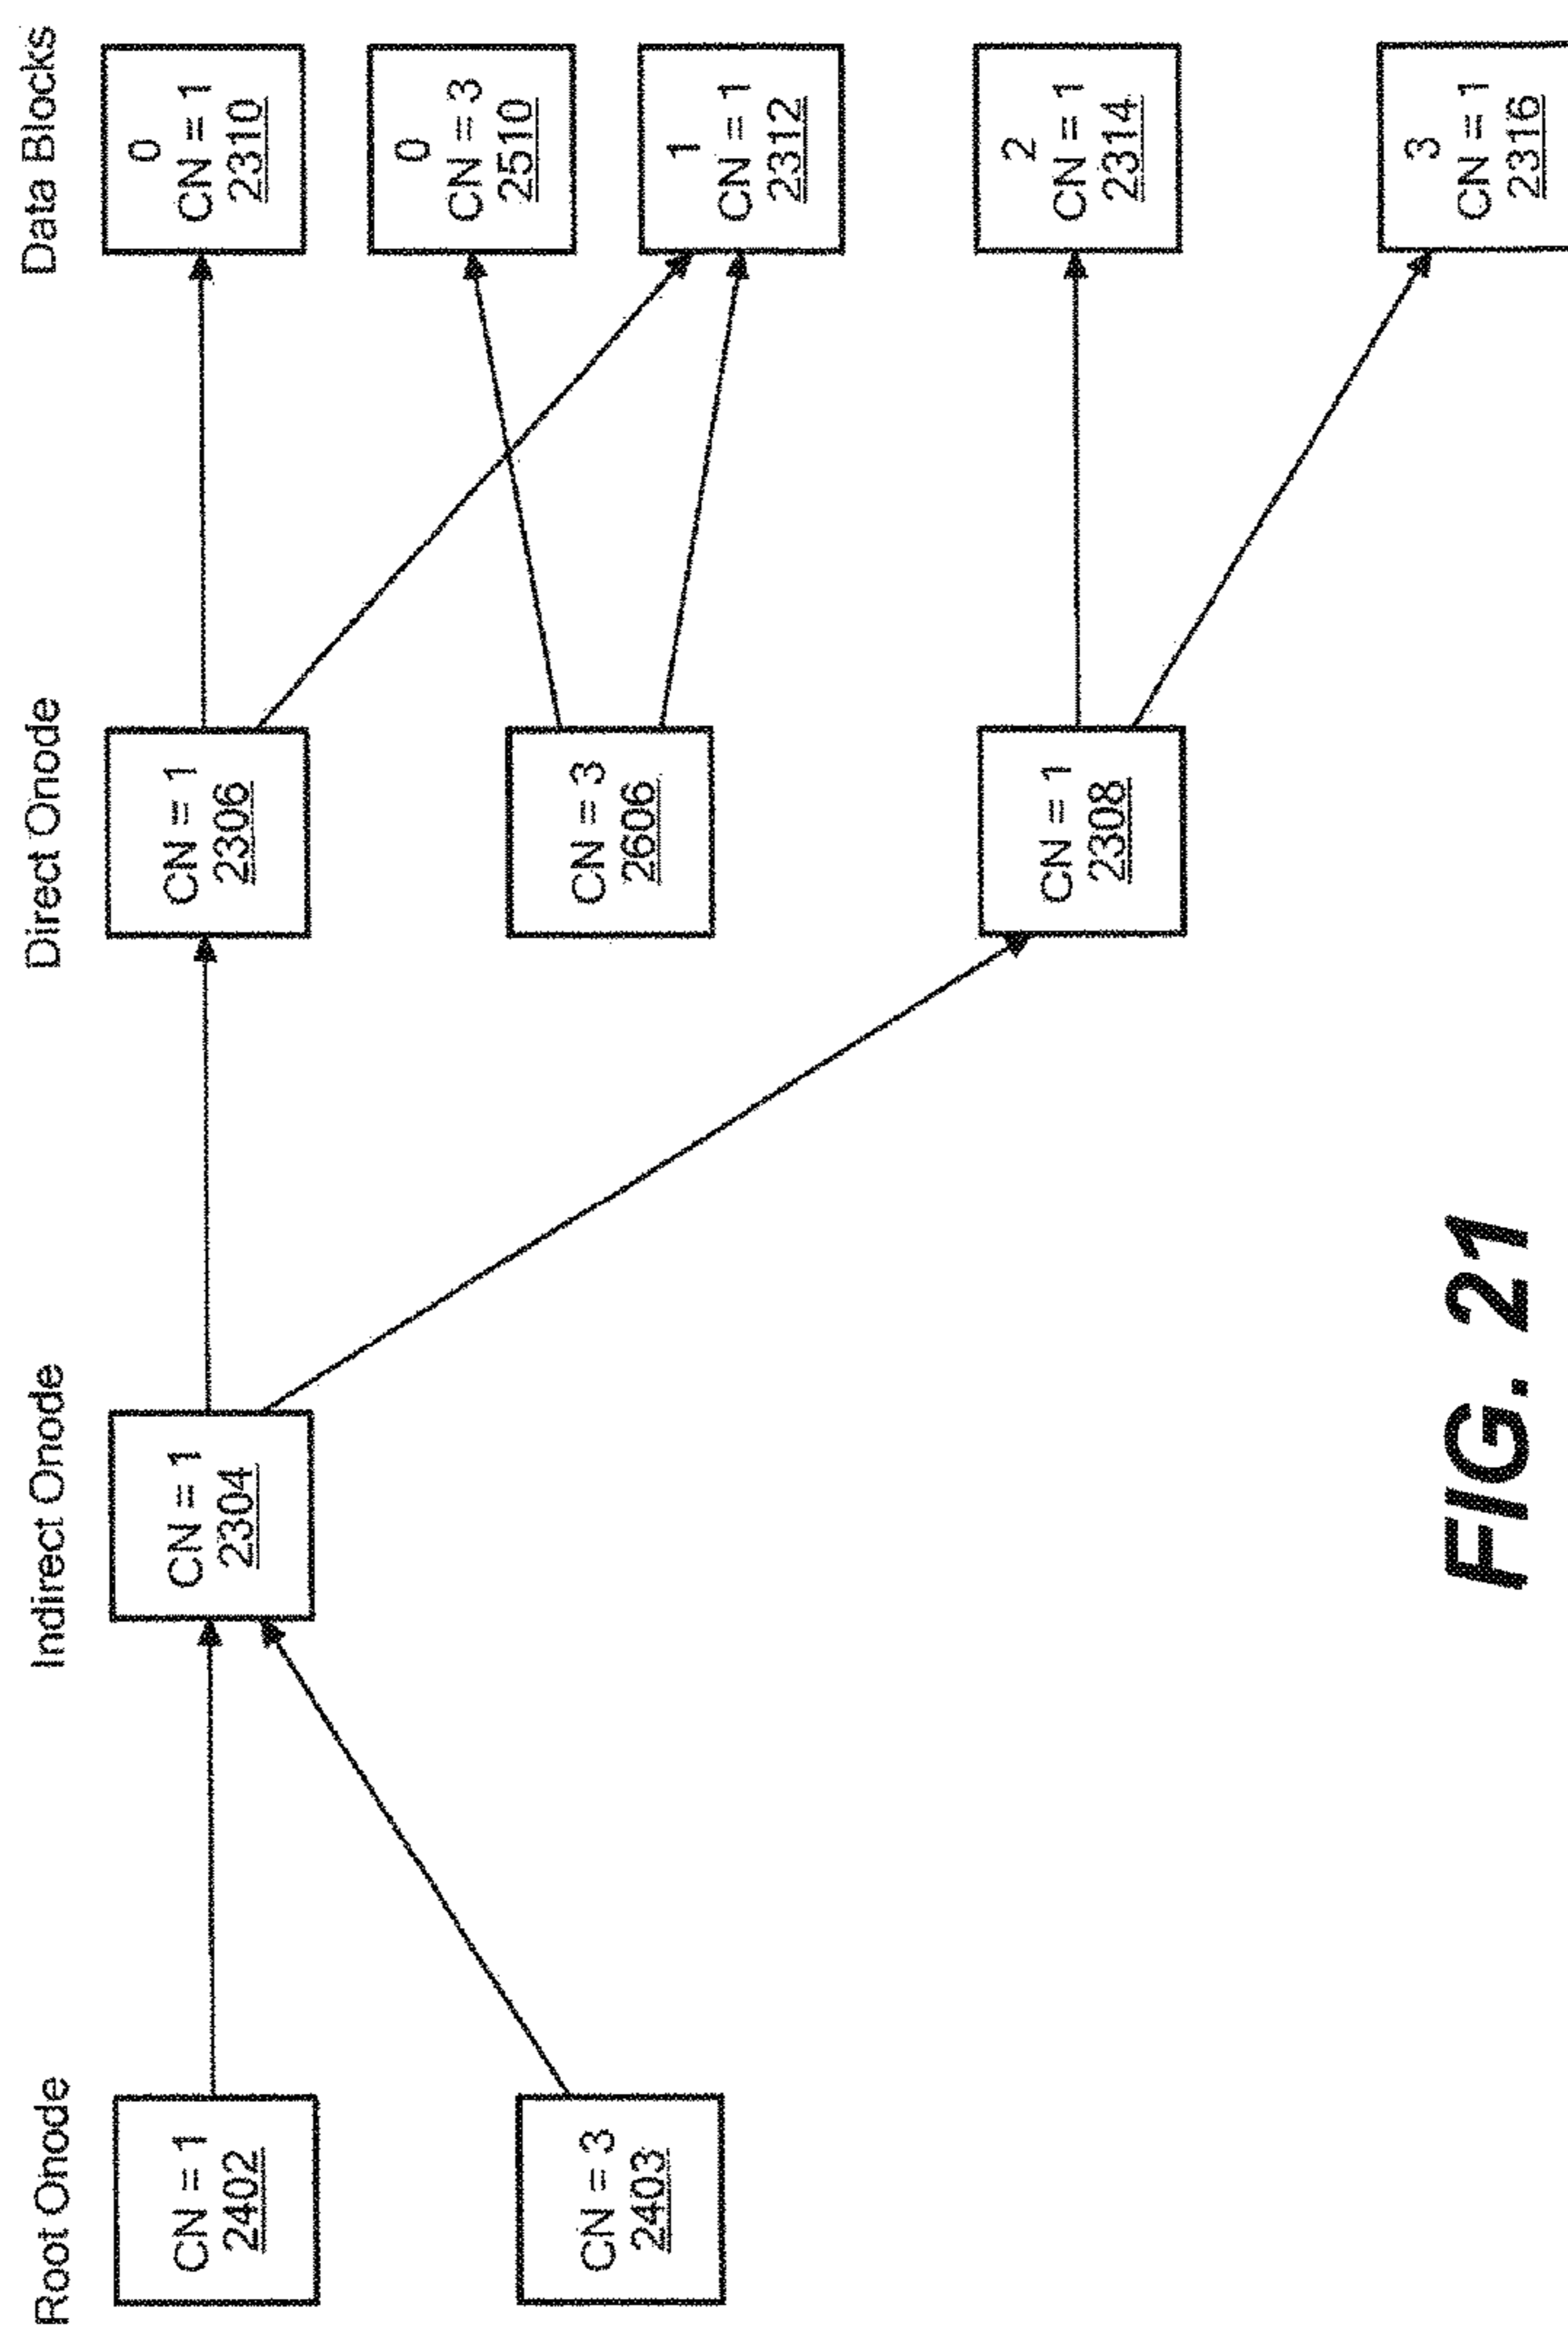 Root Onode
Indirect Onode
Direct Onode
Data Blocks
CN = 1
2402
CN = 1
2304
CN = 1
2306
0
CN = 1
2310
0
CN = 3
2510
CN = 3
2403
CN = 3
2606
1
CN = 1
2312
CN = 1
2308
2
CN = 1
2314
3
CN = 1
2316
FIG. 21